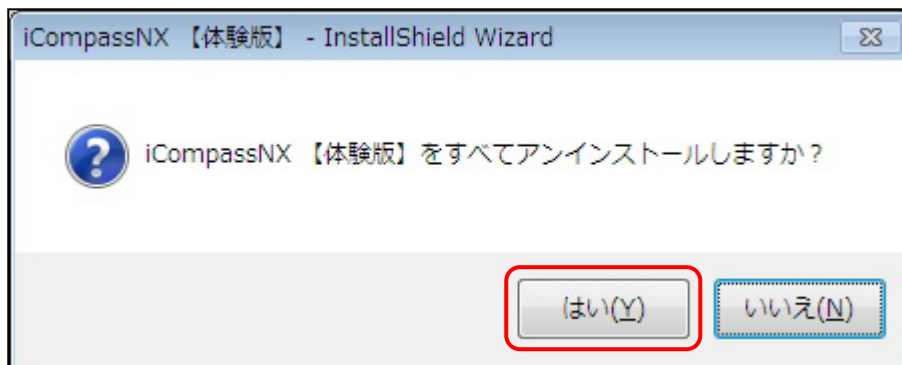 iCompassNX 【体験版】 - InstallShield Wizard
iCompassNX 【体験版】をすべてアンインストールしますか？
はい(Y) いいえ(N)